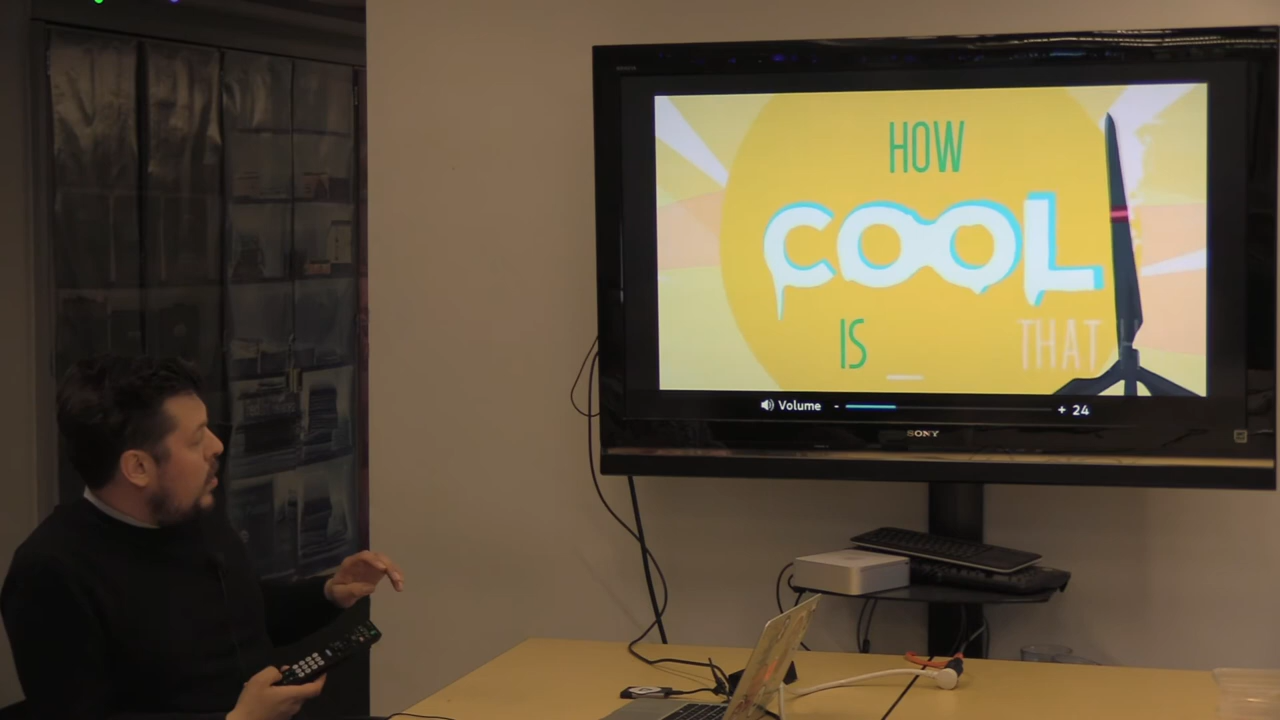 HOW
COOL
IS THAT
Volume - + 24
SONY